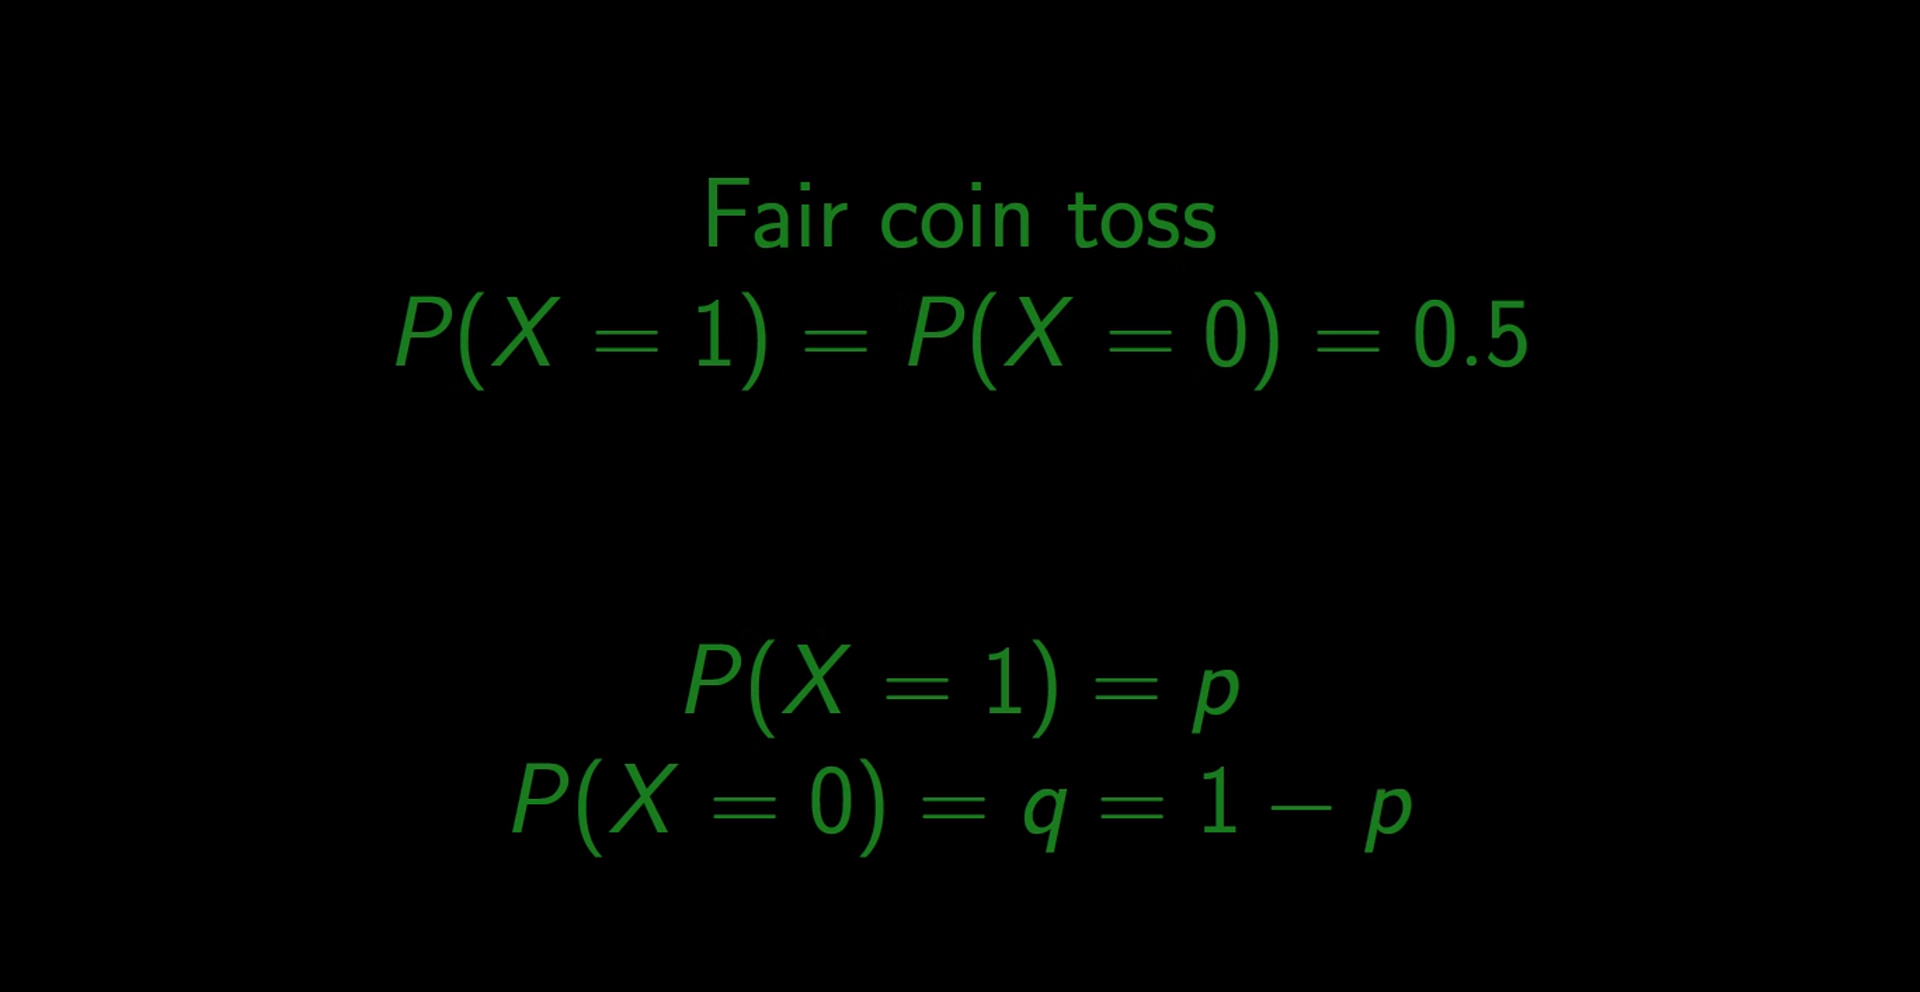 Fair coin toss
P(X = 1) = P(X = 0) = 0.5
P(X = 1) = p
P(X = 0) = q = 1 − p